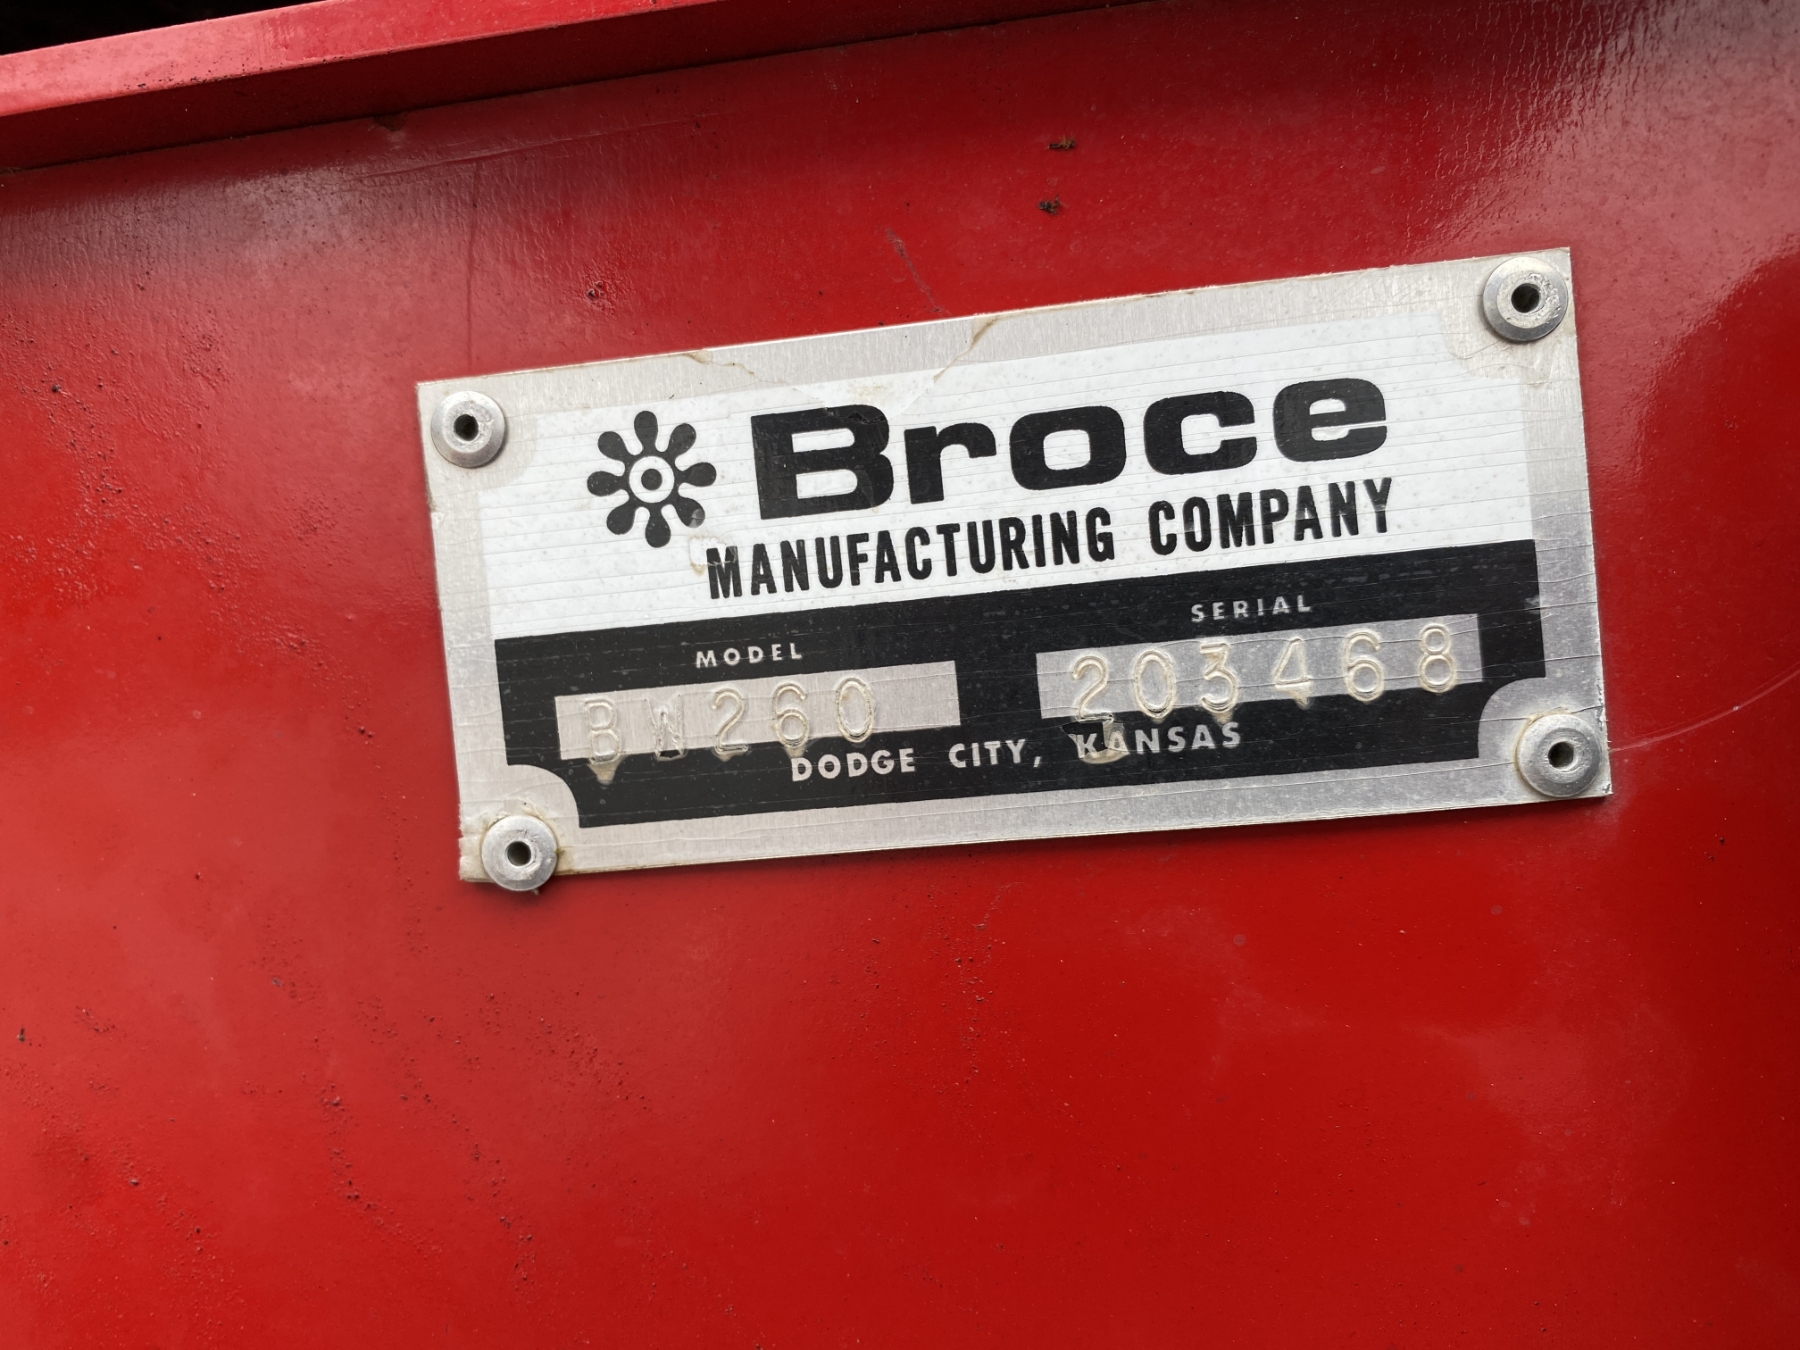 Broce
MANUFACTURING COMPANY
MODEL SERIAL
BW260 203468
DODGE CITY, KANSAS